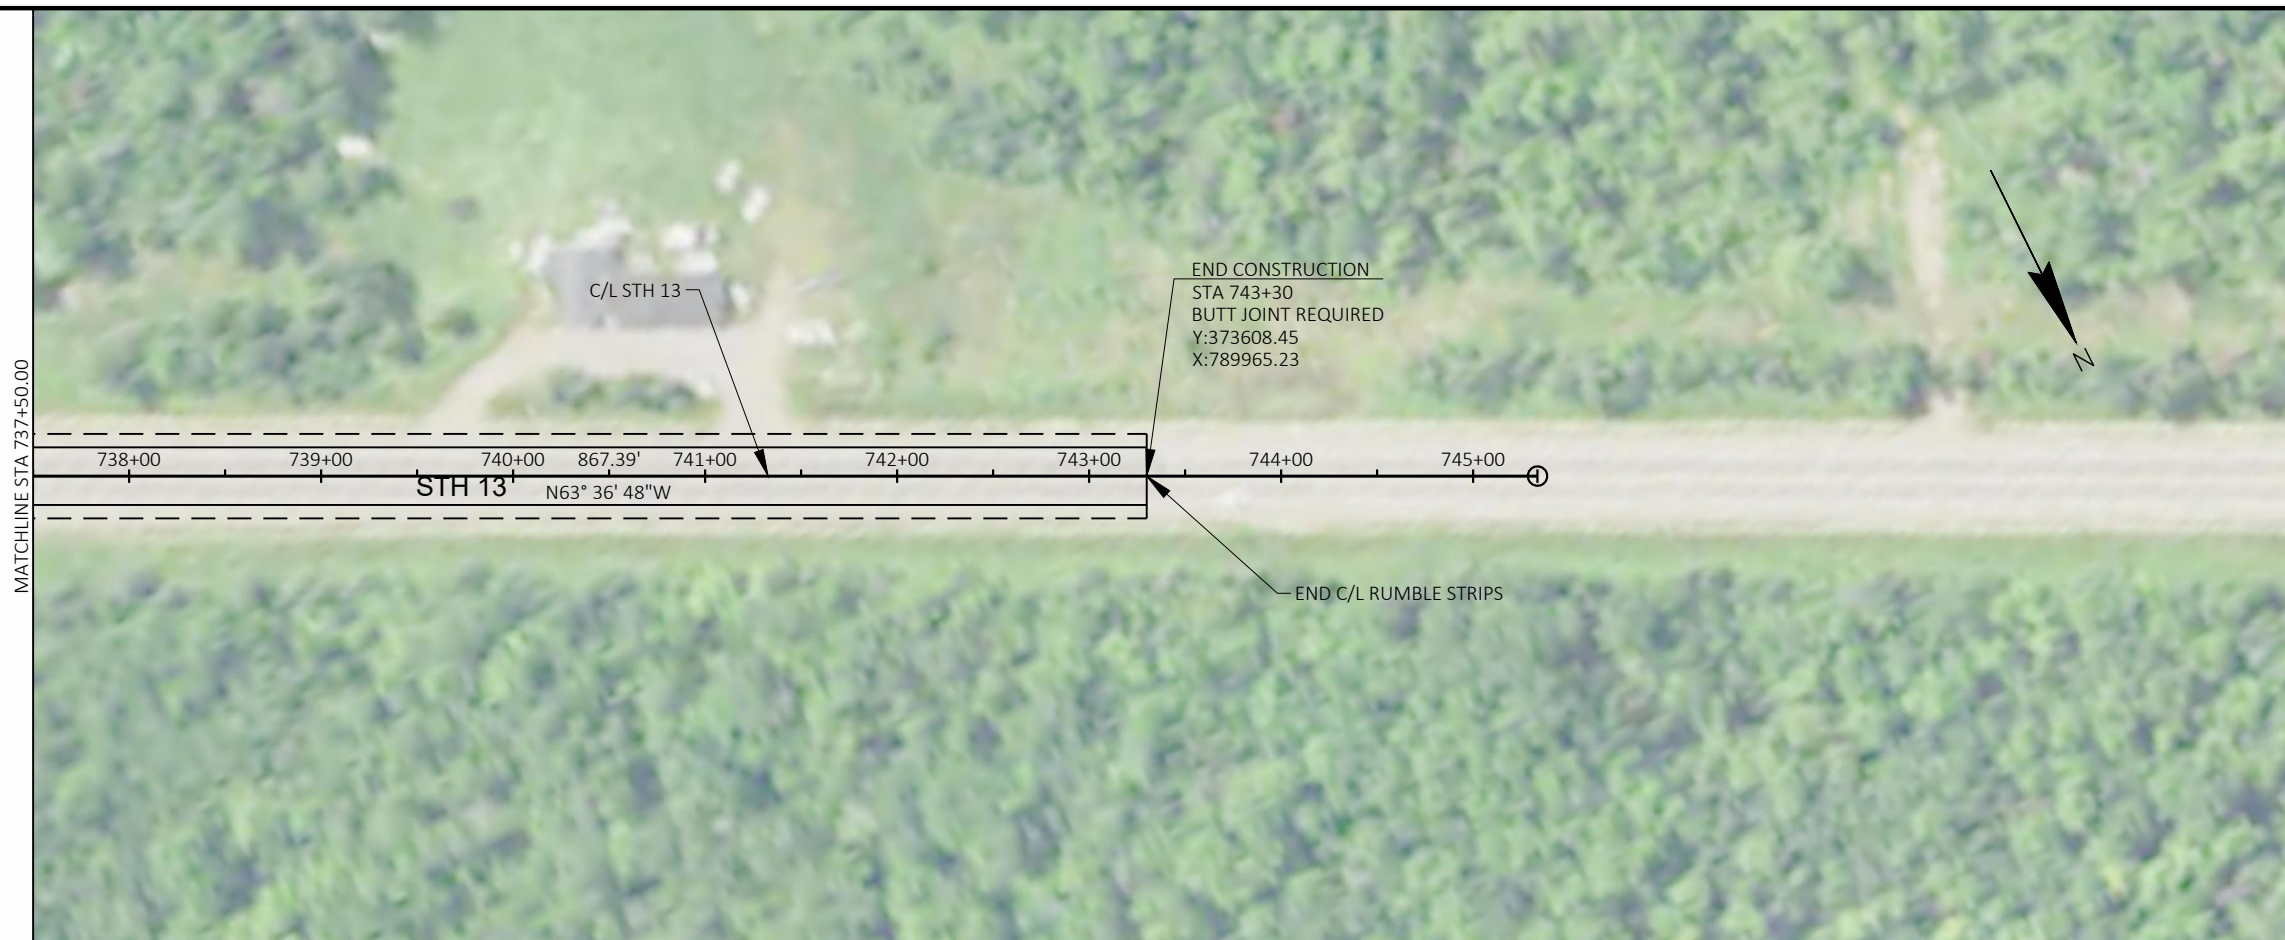 MATCHLINE STA 737+50.00
END CONSTRUCTION
STA 743+30
BUTT JOINT REQUIRED
Y:373608.45
X:789965.23
C/L STH 13
N
738+00
739+00
740+00
867.39'
741+00
742+00
743+00
744+00
745+00
STH 13
N63° 36' 48"W
END C/L RUMBLE STRIPS